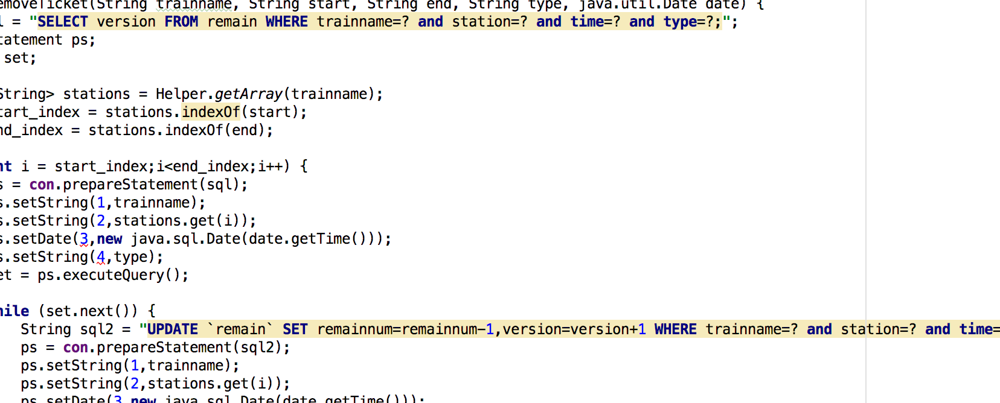 emoveTicket(String trainname, String start, String end, String type, java.util.Date date) {
l = "SELECT version FROM remain WHERE trainname=? and station=? and time=? and type=?;";
tatement ps;
set;
String> stations = Helper.getArray(trainname);
tart_index = stations.indexOf(start);
nd_index = stations.indexOf(end);
nt i = start_index;i<end_index;i++) {
s = con.prepareStatement(sql);
s.setString(1,trainname);
s.setString(2,stations.get(i));
s.setDate(3,new java.sql.Date(date.getTime()));
s.setString(4,type);
et = ps.executeQuery();
hile (set.next()) {
String sql2 = "UPDATE `remain` SET remainnum=remainnum-1,version=version+1 WHERE trainname=? and station=? and time=
ps = con.prepareStatement(sql2);
ps.setString(1,trainname);
ps.setString(2,stations.get(i));
ps.setDate(3,new java.sql.Date(date.getTime()));